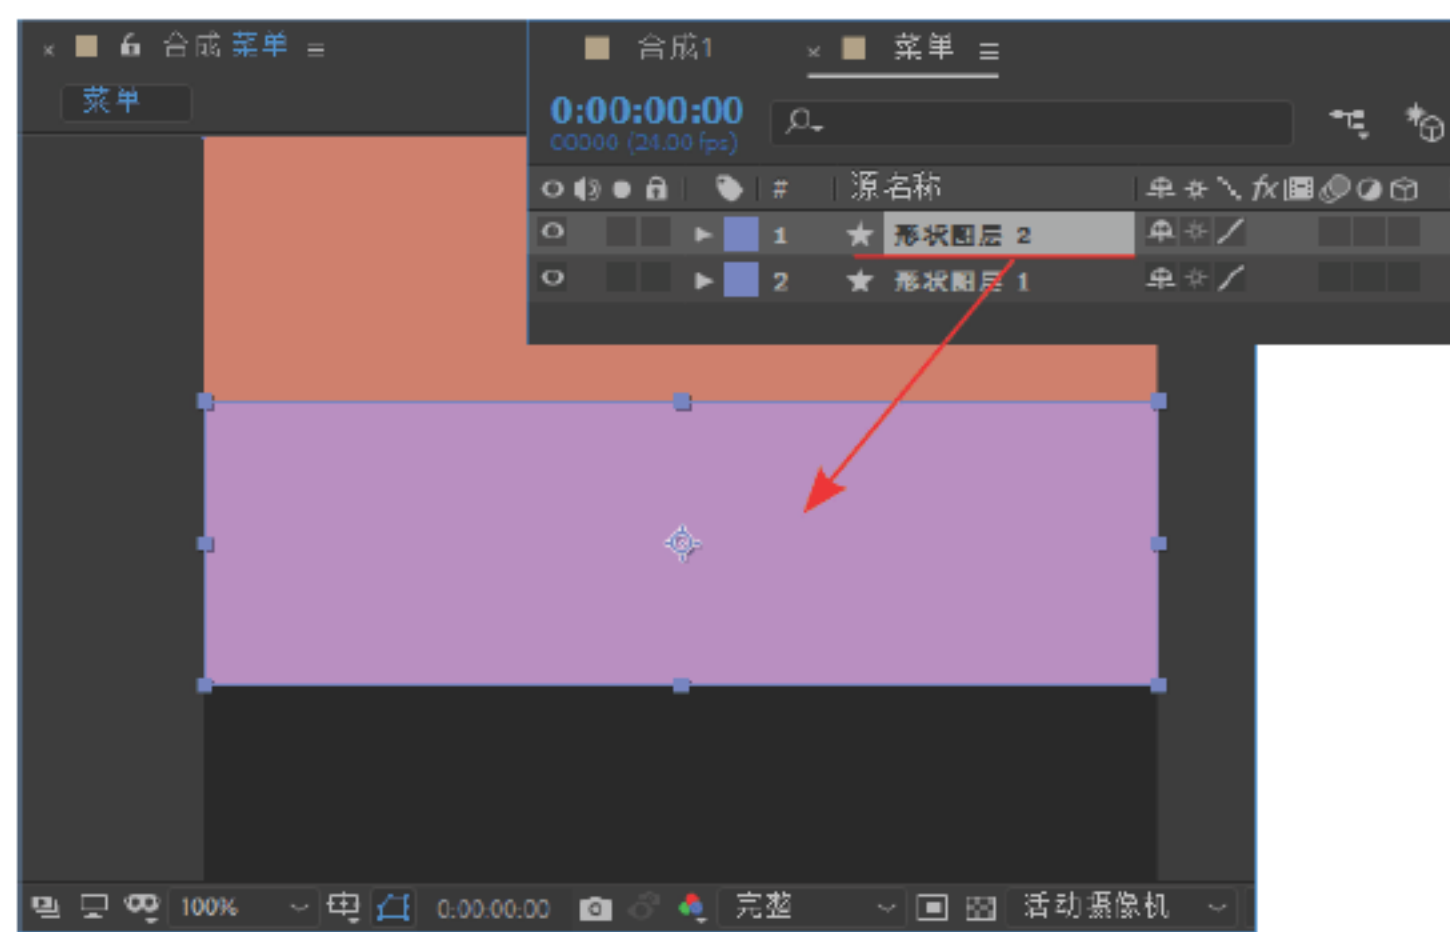 合成 菜单
菜单
合成1
菜单
0:00:00:00
00000 (24.00 fps)
# 源名称
1 形状图层 2
2 形状图层 1
100%
0:00:00:00
完整
活动摄像机